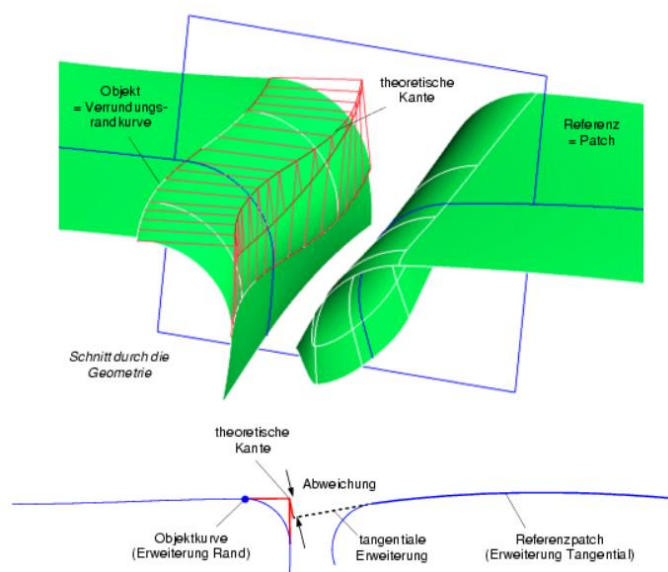 Objekt
= Verrundungs-
randkurve
theoretische
Kante
Referenz
= Patch
Schnitt durch die
Geometrie
theoretische
Kante
Abweichung
Objektkurve
(Erweiterung Rand)
tangentiale
Erweiterung
Referenzpatch
(Erweiterung Tangential)